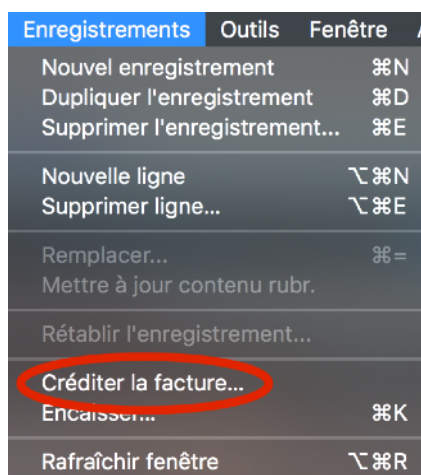 Enregistrements Outils Fenêtre
Nouvel enregistrement ⌘N
Dupliquer l'enregistrement ⌘D
Supprimer l'enregistrement... ⌘E
Nouvelle ligne ⌥⌘N
Supprimer ligne... ⌥⌘E
Remplacer... ⌘=
Mettre à jour contenu rubr.
Rétablir l'enregistrement...
Créditer la facture...
Encaisser... ⌘K
Rafraîchir fenêtre ⌥⌘R